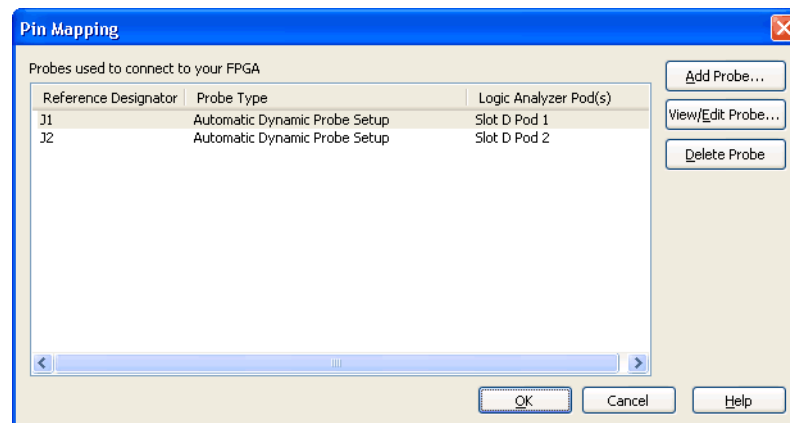 Pin Mapping
Probes used to connect to your FPGA
Reference Designator Probe Type Logic Analyzer Pod(s)
J1 Automatic Dynamic Probe Setup Slot D Pod 1
J2 Automatic Dynamic Probe Setup Slot D Pod 2
Add Probe...
View/Edit Probe...
Delete Probe
OK Cancel Help